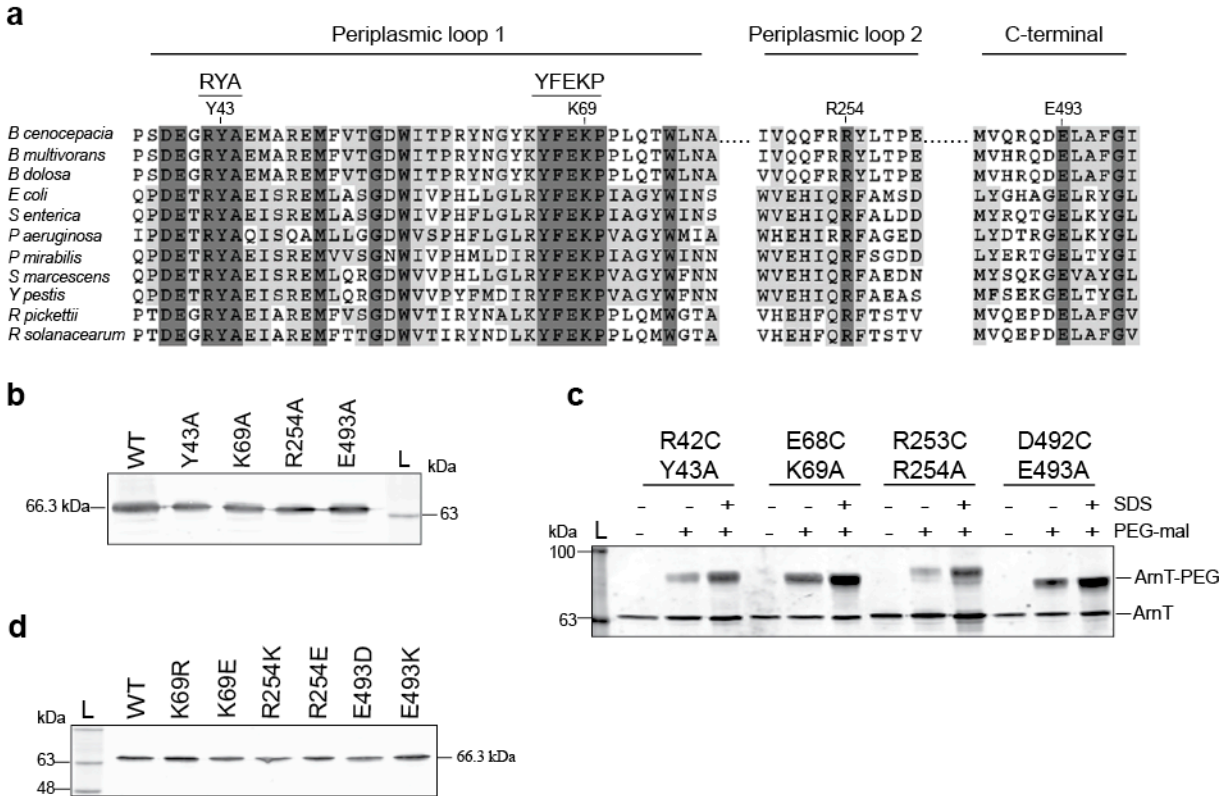 a
Periplasmic loop 1 Periplasmic loop 2 C-terminal
RYA YFEKP
Y43 K69 R254 E493
B cenocepacia PSDEGRYAEMAREMFVTGDWITPRYNGYKYFEKPPLQTWLNA ...... IVQQFRRYLTPE ....... MVQRQDELAFGI
B multivorans PSDEGRYAEMAREMFVTGDWITPRYNGYKYFEKPPLQTWLNA IVQQFRRYLTPE MVHRQDELAFGI
B dolosa PSDEGRYAEMAREMFVTGDWITPRYNGYKYFEKPPLQTWLNA VVQQFRRYLTPE MVHRQDELAFGI
E coli QPDETRYAEISREMLASGDWIVPHLLGLRYFEKPIAGYWINS WVEHIQRFAMSD LYGHAGELRYGL
S enterica QPDETRYAEISREMLASGDWIVPHFLGLRYFEKPIAGYWINS WVEHIQRFALDD MYRQTGELKYGL
P aeruginosa IPDETRYAQISQAMLLGGDWVSPHFLGLRYFEKPVAGYWMIA WHEHIRRFAGED LYRPTRELKYGL
P mirabilis QPDETRYAEISREMVVSGNWIVPHMLDIRYFEKPVAGYWINN WVEHIQRFSGDD MYRNTGELKYGL
S marcescens QPDETRYAEISREMLQRGDWVVPHLLGLRYFEKPVAGYWFNN WVEHIQRFAEDN MYSQKGEVAYGL
Y pestis QPDETRYAEISREMLQRGDWVVPYFMDIRYFEKPVAGYWFNN WVEHIQRFAEAS MFSEKGELTYGL
R pickettii PTDEGRYAEIAREMFVSGDWVTIRYNALKYFEKPPLQMWGTA VHEHFQRFTSTV MVQEPDELAFGV
R solanacearum PTDEGRYAEIAREMFTTGDWVTIRYNDLKYFEKPPLQMWGTA VHEHFQRFTSTV MVQEPDELAFGV
b
WT Y43A K69A R254A E493A L
kDa
66.3 kDa
63
c
R42C E68C R253C D492C
Y43A K69A R254A E493A
- - + - - + - - + - - + SDS
kDa L - + + - + + - + + - + + PEG-mal
100
ArnT-PEG
63
ArnT
d
L WT K69R K69E R254K R254E E493D E493K
kDa
63
66.3 kDa
48